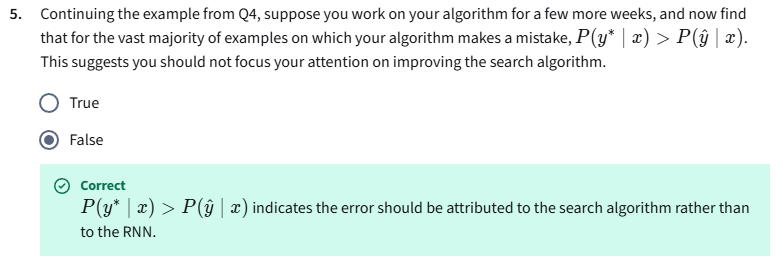 5. Continuing the example from Q4, suppose you work on your algorithm for a few more weeks, and now find
that for the vast majority of examples on which your algorithm makes a mistake, P(y* | x) > P(ŷ | x).
This suggests you should not focus your attention on improving the search algorithm.
True
False
Correct
P(y* | x) > P(ŷ | x) indicates the error should be attributed to the search algorithm rather than
to the RNN.